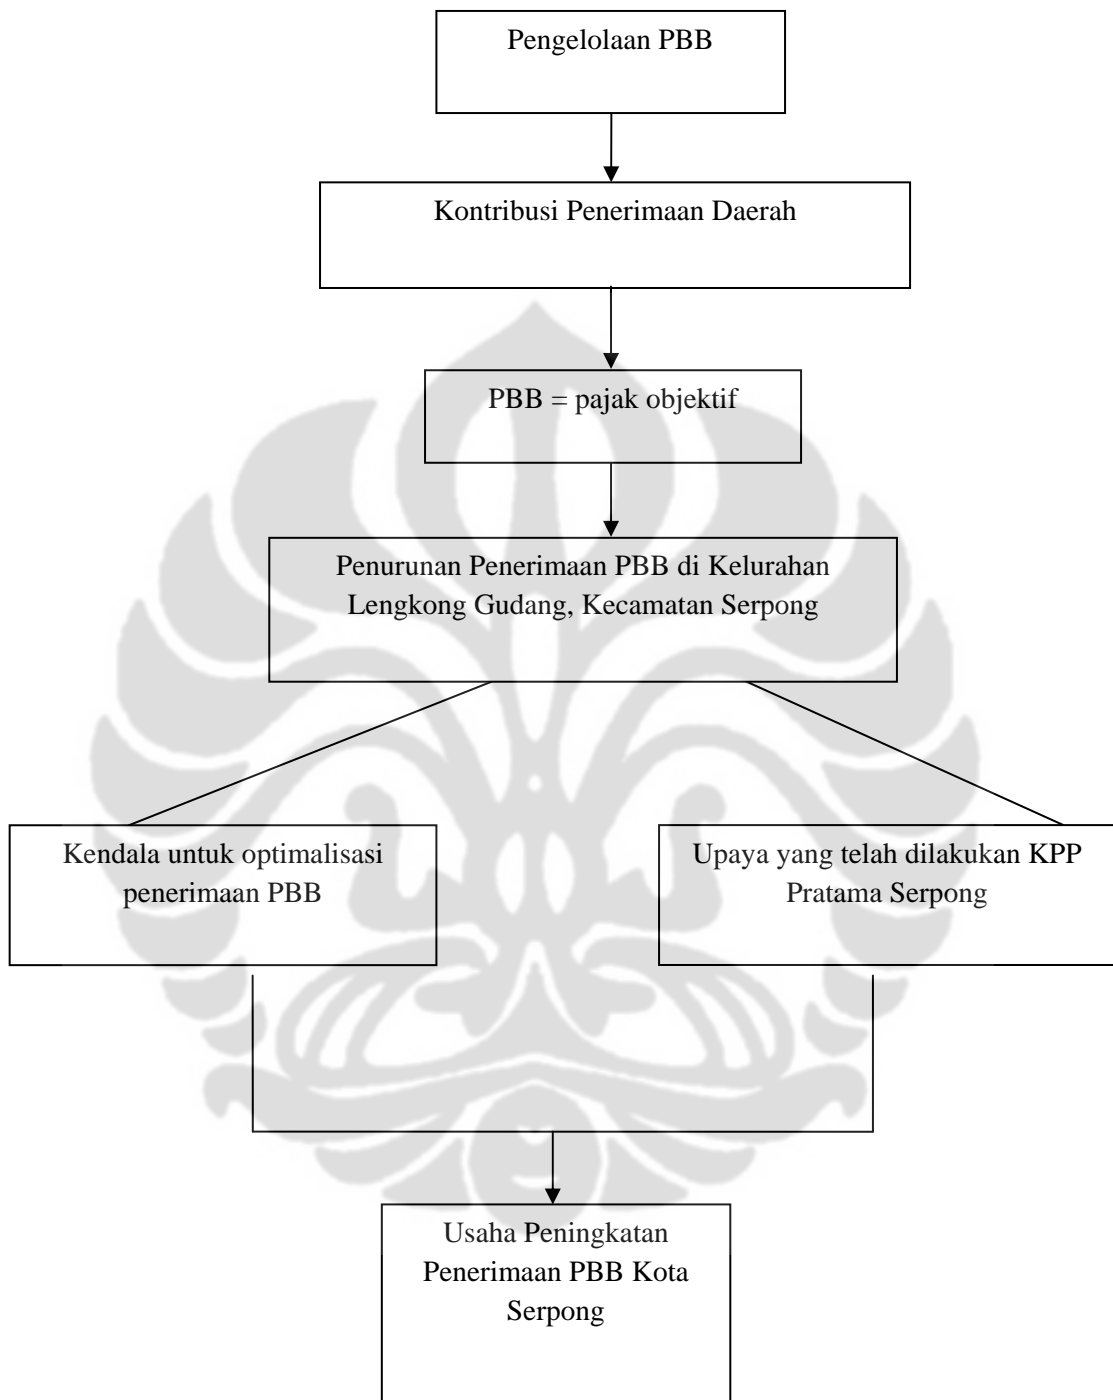 Pengelolaan PBB
Kontribusi Penerimaan Daerah
PBB = pajak objektif
Penurunan Penerimaan PBB di Kelurahan
Lengkong Gudang, Kecamatan Serpong
Kendala untuk optimalisasi
penerimaan PBB
Upaya yang telah dilakukan KPP
Pratama Serpong
Usaha Peningkatan
Penerimaan PBB Kota
Serpong